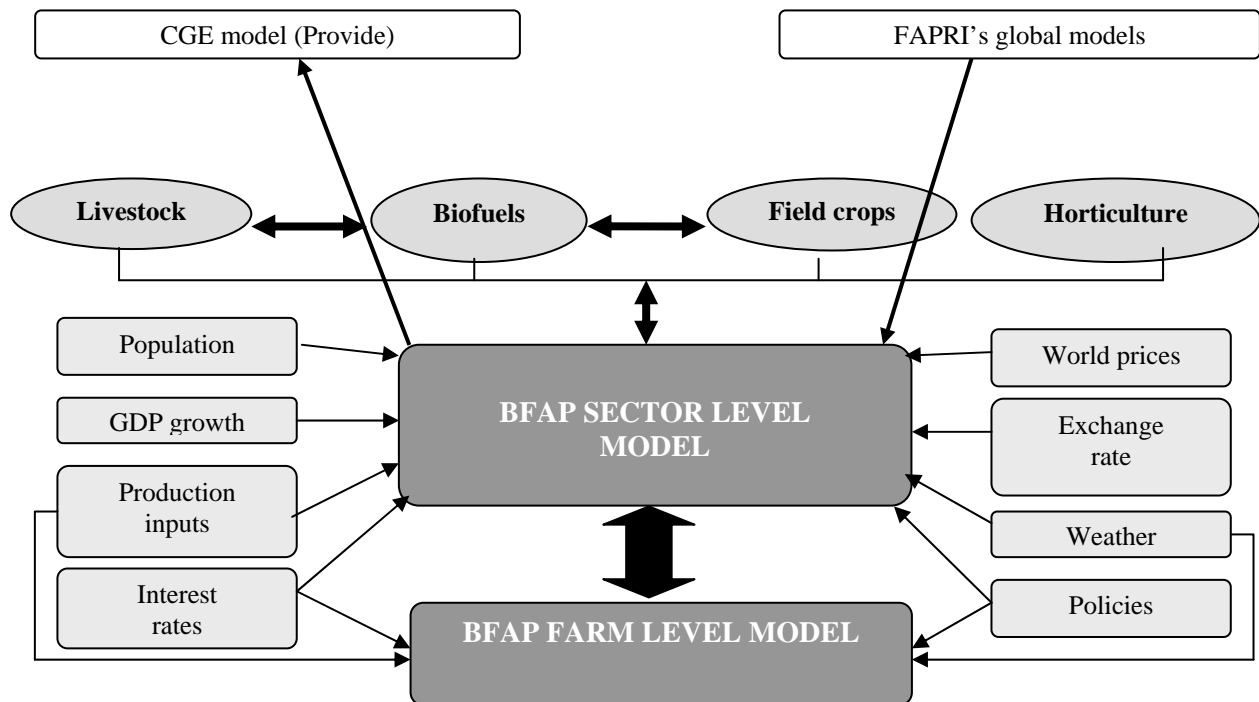 CGE model (Provide)
FAPRI's global models
Livestock
Biofuels
Field crops
Horticulture
Population
World prices
BFAP SECTOR LEVEL
MODEL
GDP growth
Exchange
rate
Production
inputs
Weather
Interest
rates
Policies
BFAP FARM LEVEL MODEL